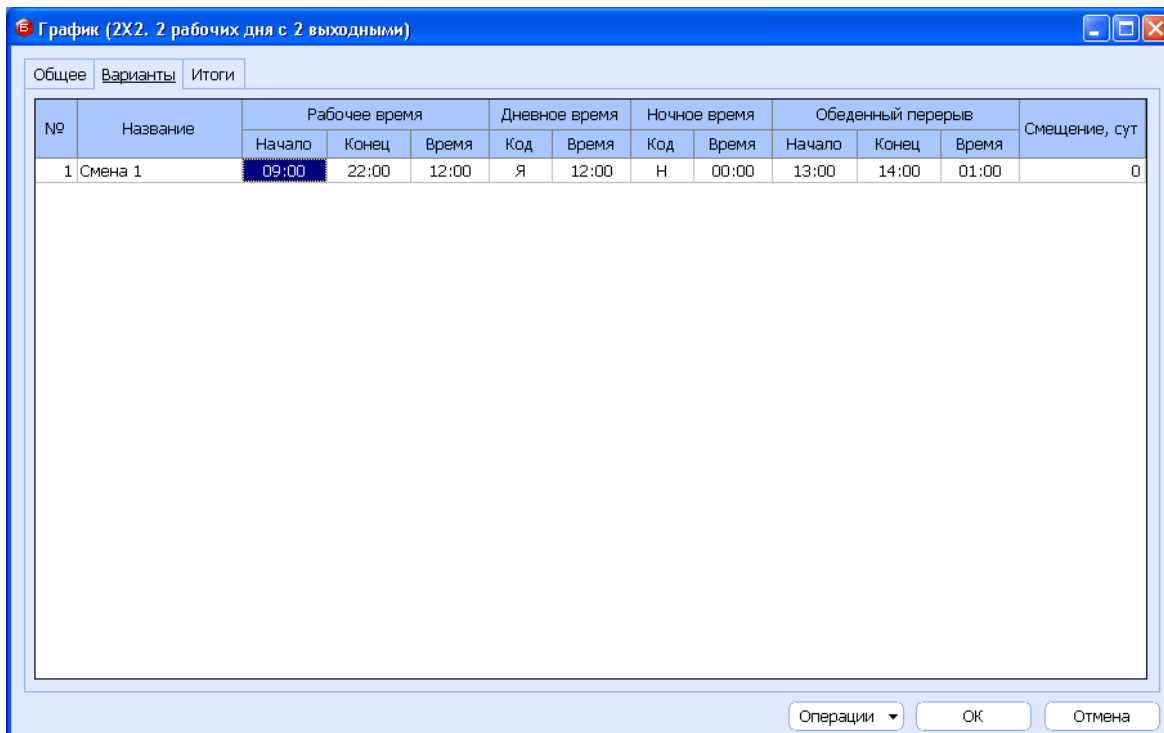 График (2X2. 2 рабочих дня с 2 выходными)
Общее Варианты Итоги
№ Название Рабочее время Дневное время Ночное время Обеденный перерыв Смещение, сут
Начало Конец Время Код Время Код Время Начало Конец Время
1 Смена 1 09:00 22:00 12:00 Я 12:00 Н 00:00 13:00 14:00 01:00 0
Операции ОК Отмена